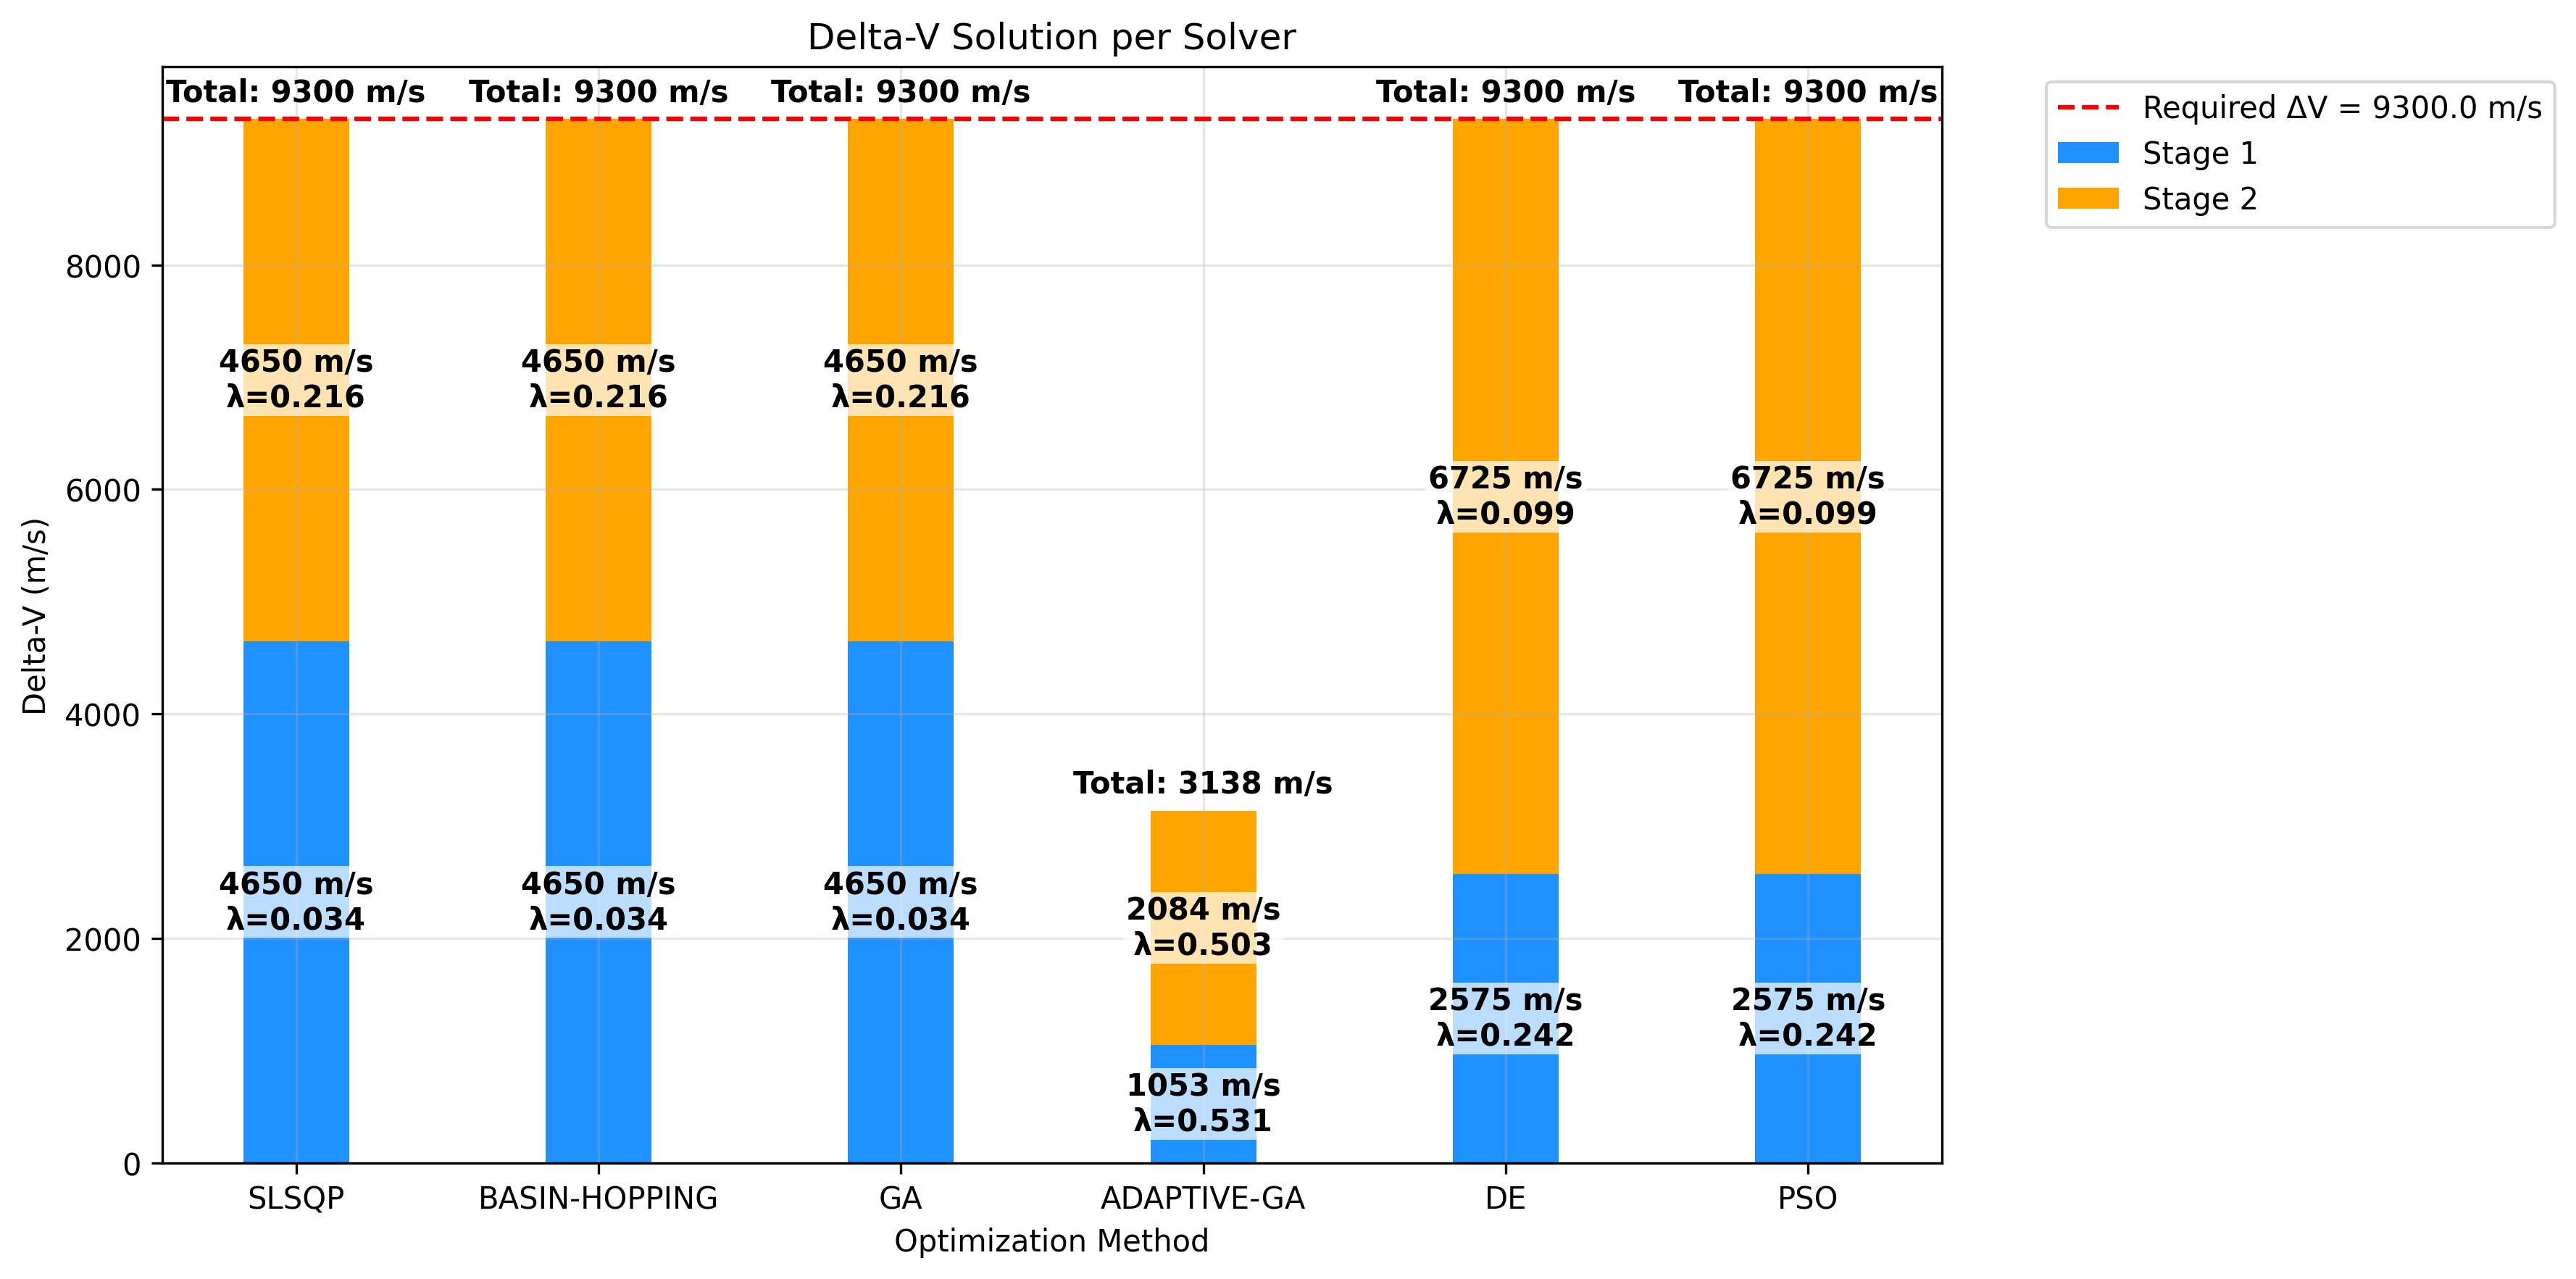 Delta-V Solution per Solver
Total: 9300 m/s
Total: 9300 m/s
Total: 9300 m/s
Total: 9300 m/s
Total: 9300 m/s
Required ΔV = 9300.0 m/s
Stage 1
Stage 2
Delta-V (m/s)
8000
6000
4000
2000
0
4650 m/s
λ=0.216
4650 m/s
λ=0.034
4650 m/s
λ=0.216
4650 m/s
λ=0.034
4650 m/s
λ=0.216
4650 m/s
λ=0.034
Total: 3138 m/s
2084 m/s
λ=0.503
1053 m/s
λ=0.531
6725 m/s
λ=0.099
2575 m/s
λ=0.242
6725 m/s
λ=0.099
2575 m/s
λ=0.242
SLSQP
BASIN-HOPPING
GA
ADAPTIVE-GA
DE
PSO
Optimization Method